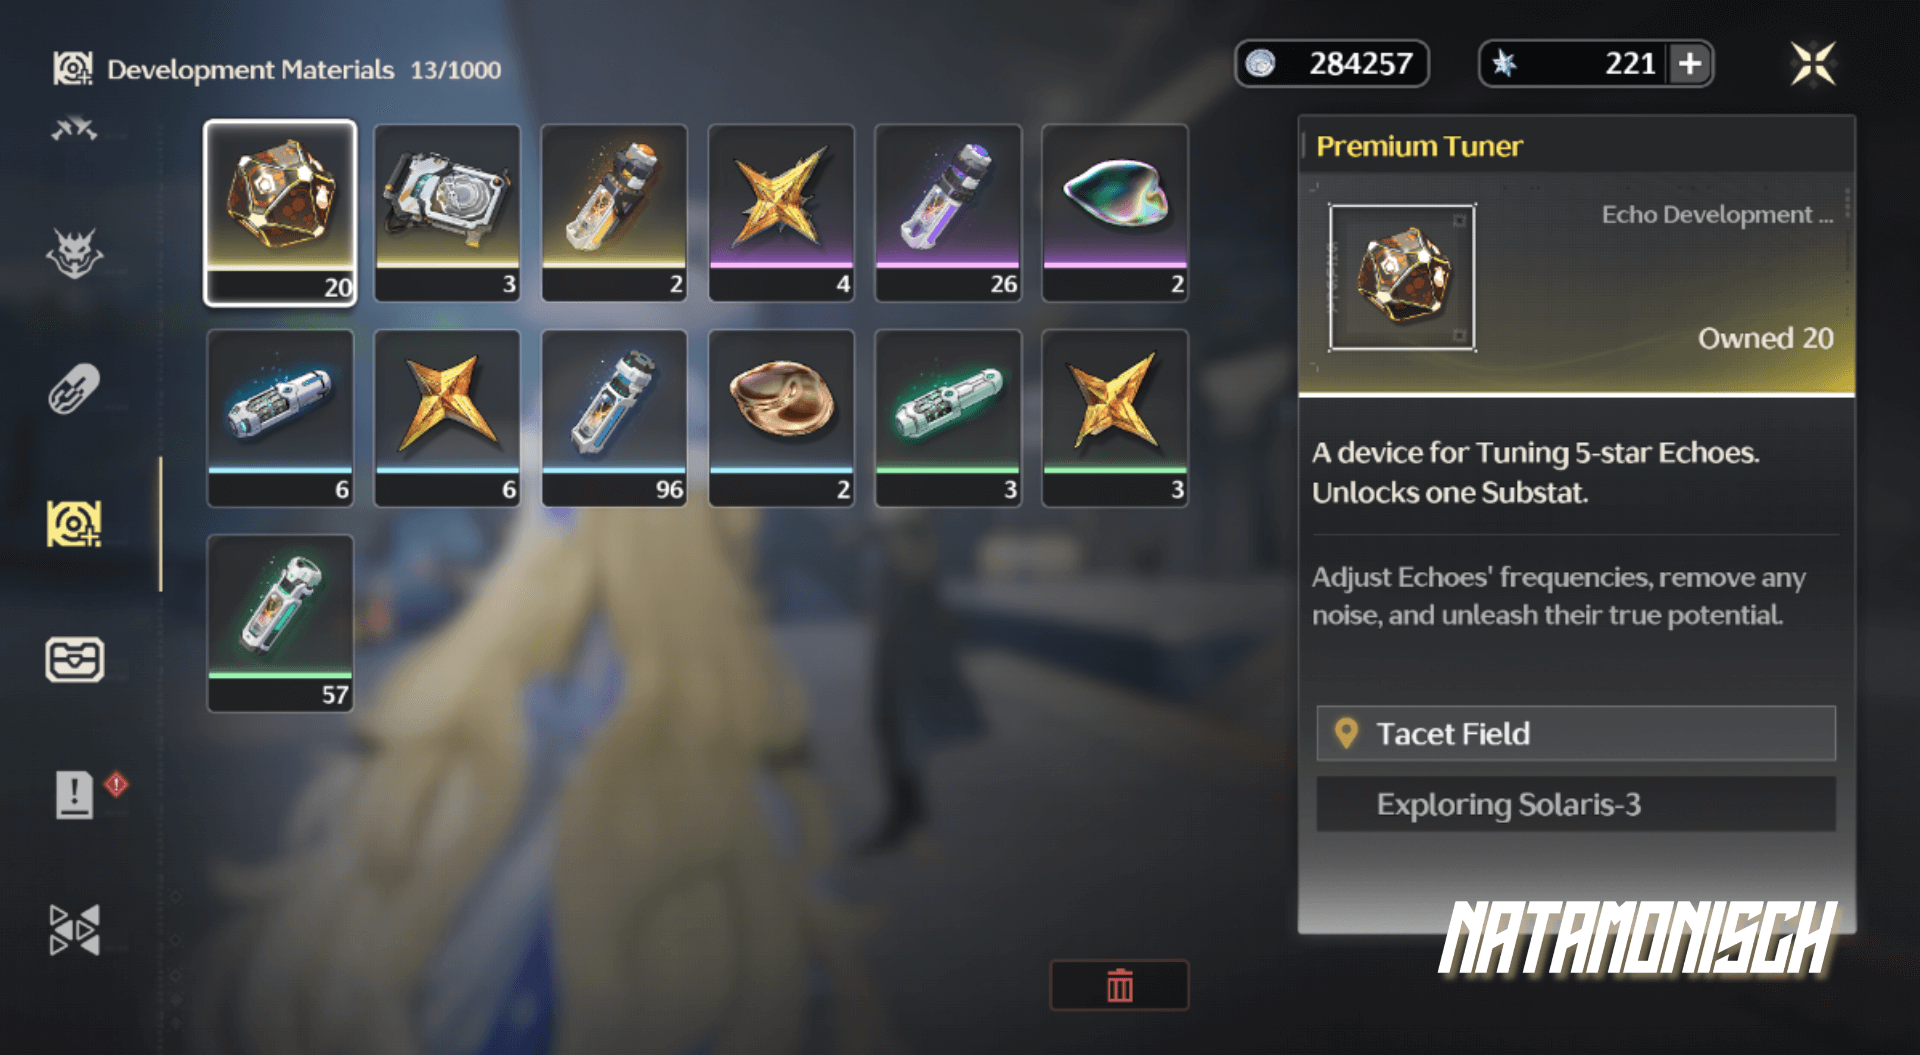 Development Materials 13/1000
284257
221
20
3
2
4
26
2
6
6
96
2
3
3
57
Premium Tuner
Echo Development ...
Owned 20
A device for Tuning 5-star Echoes.
Unlocks one Substat.
Adjust Echoes' frequencies, remove any
noise, and unleash their true potential.
Tacet Field
Exploring Solaris-3
NATAMONISCH